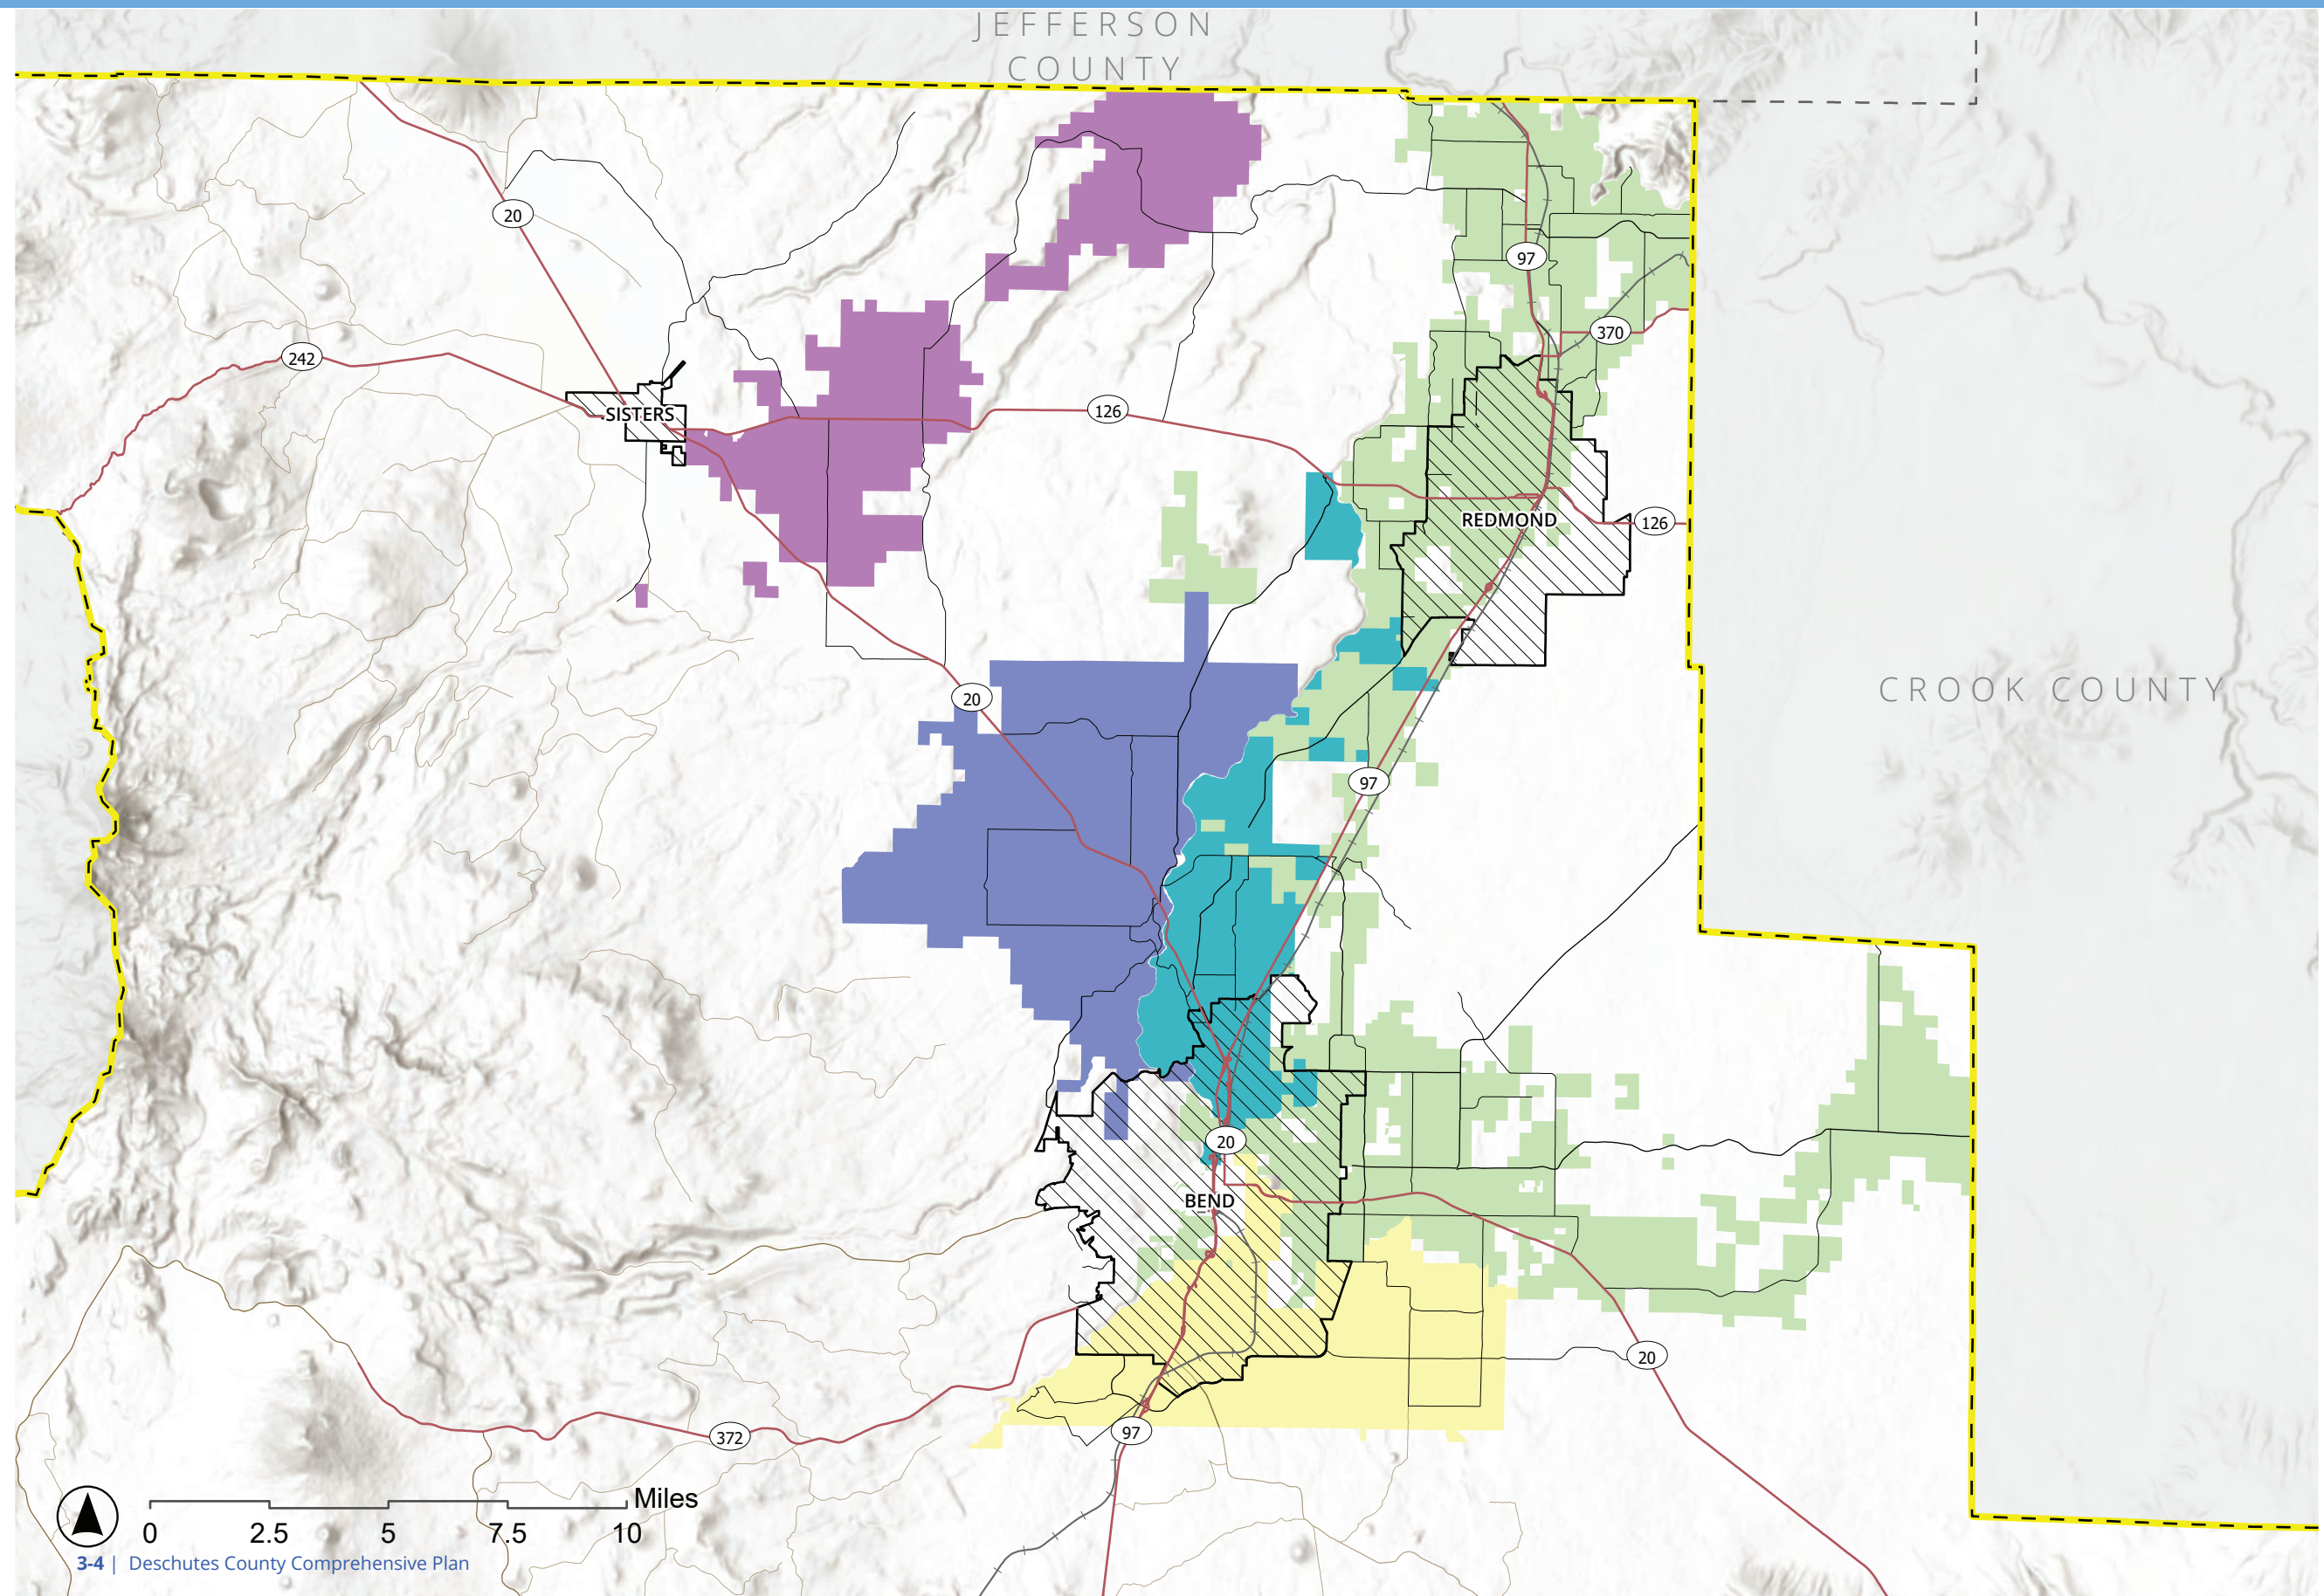 JEFFERSON
COUNTY
20
97
370
242
SISTERS
126
REDMOND
126
CROOK COUNTY
20
97
20
BEND
20
372
97
Miles
0 2.5 5 7.5 10
3-4 | Deschutes County Comprehensive Plan